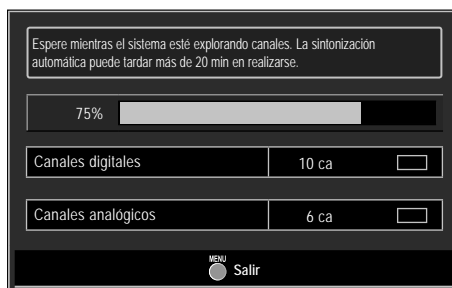 Espere mientras el sistema esté explorando canales. La sintonización
automática puede tardar más de 20 min en realizarse.
75%
Canales digitales 10 ca
Canales analógicos 6 ca
MENU
Salir